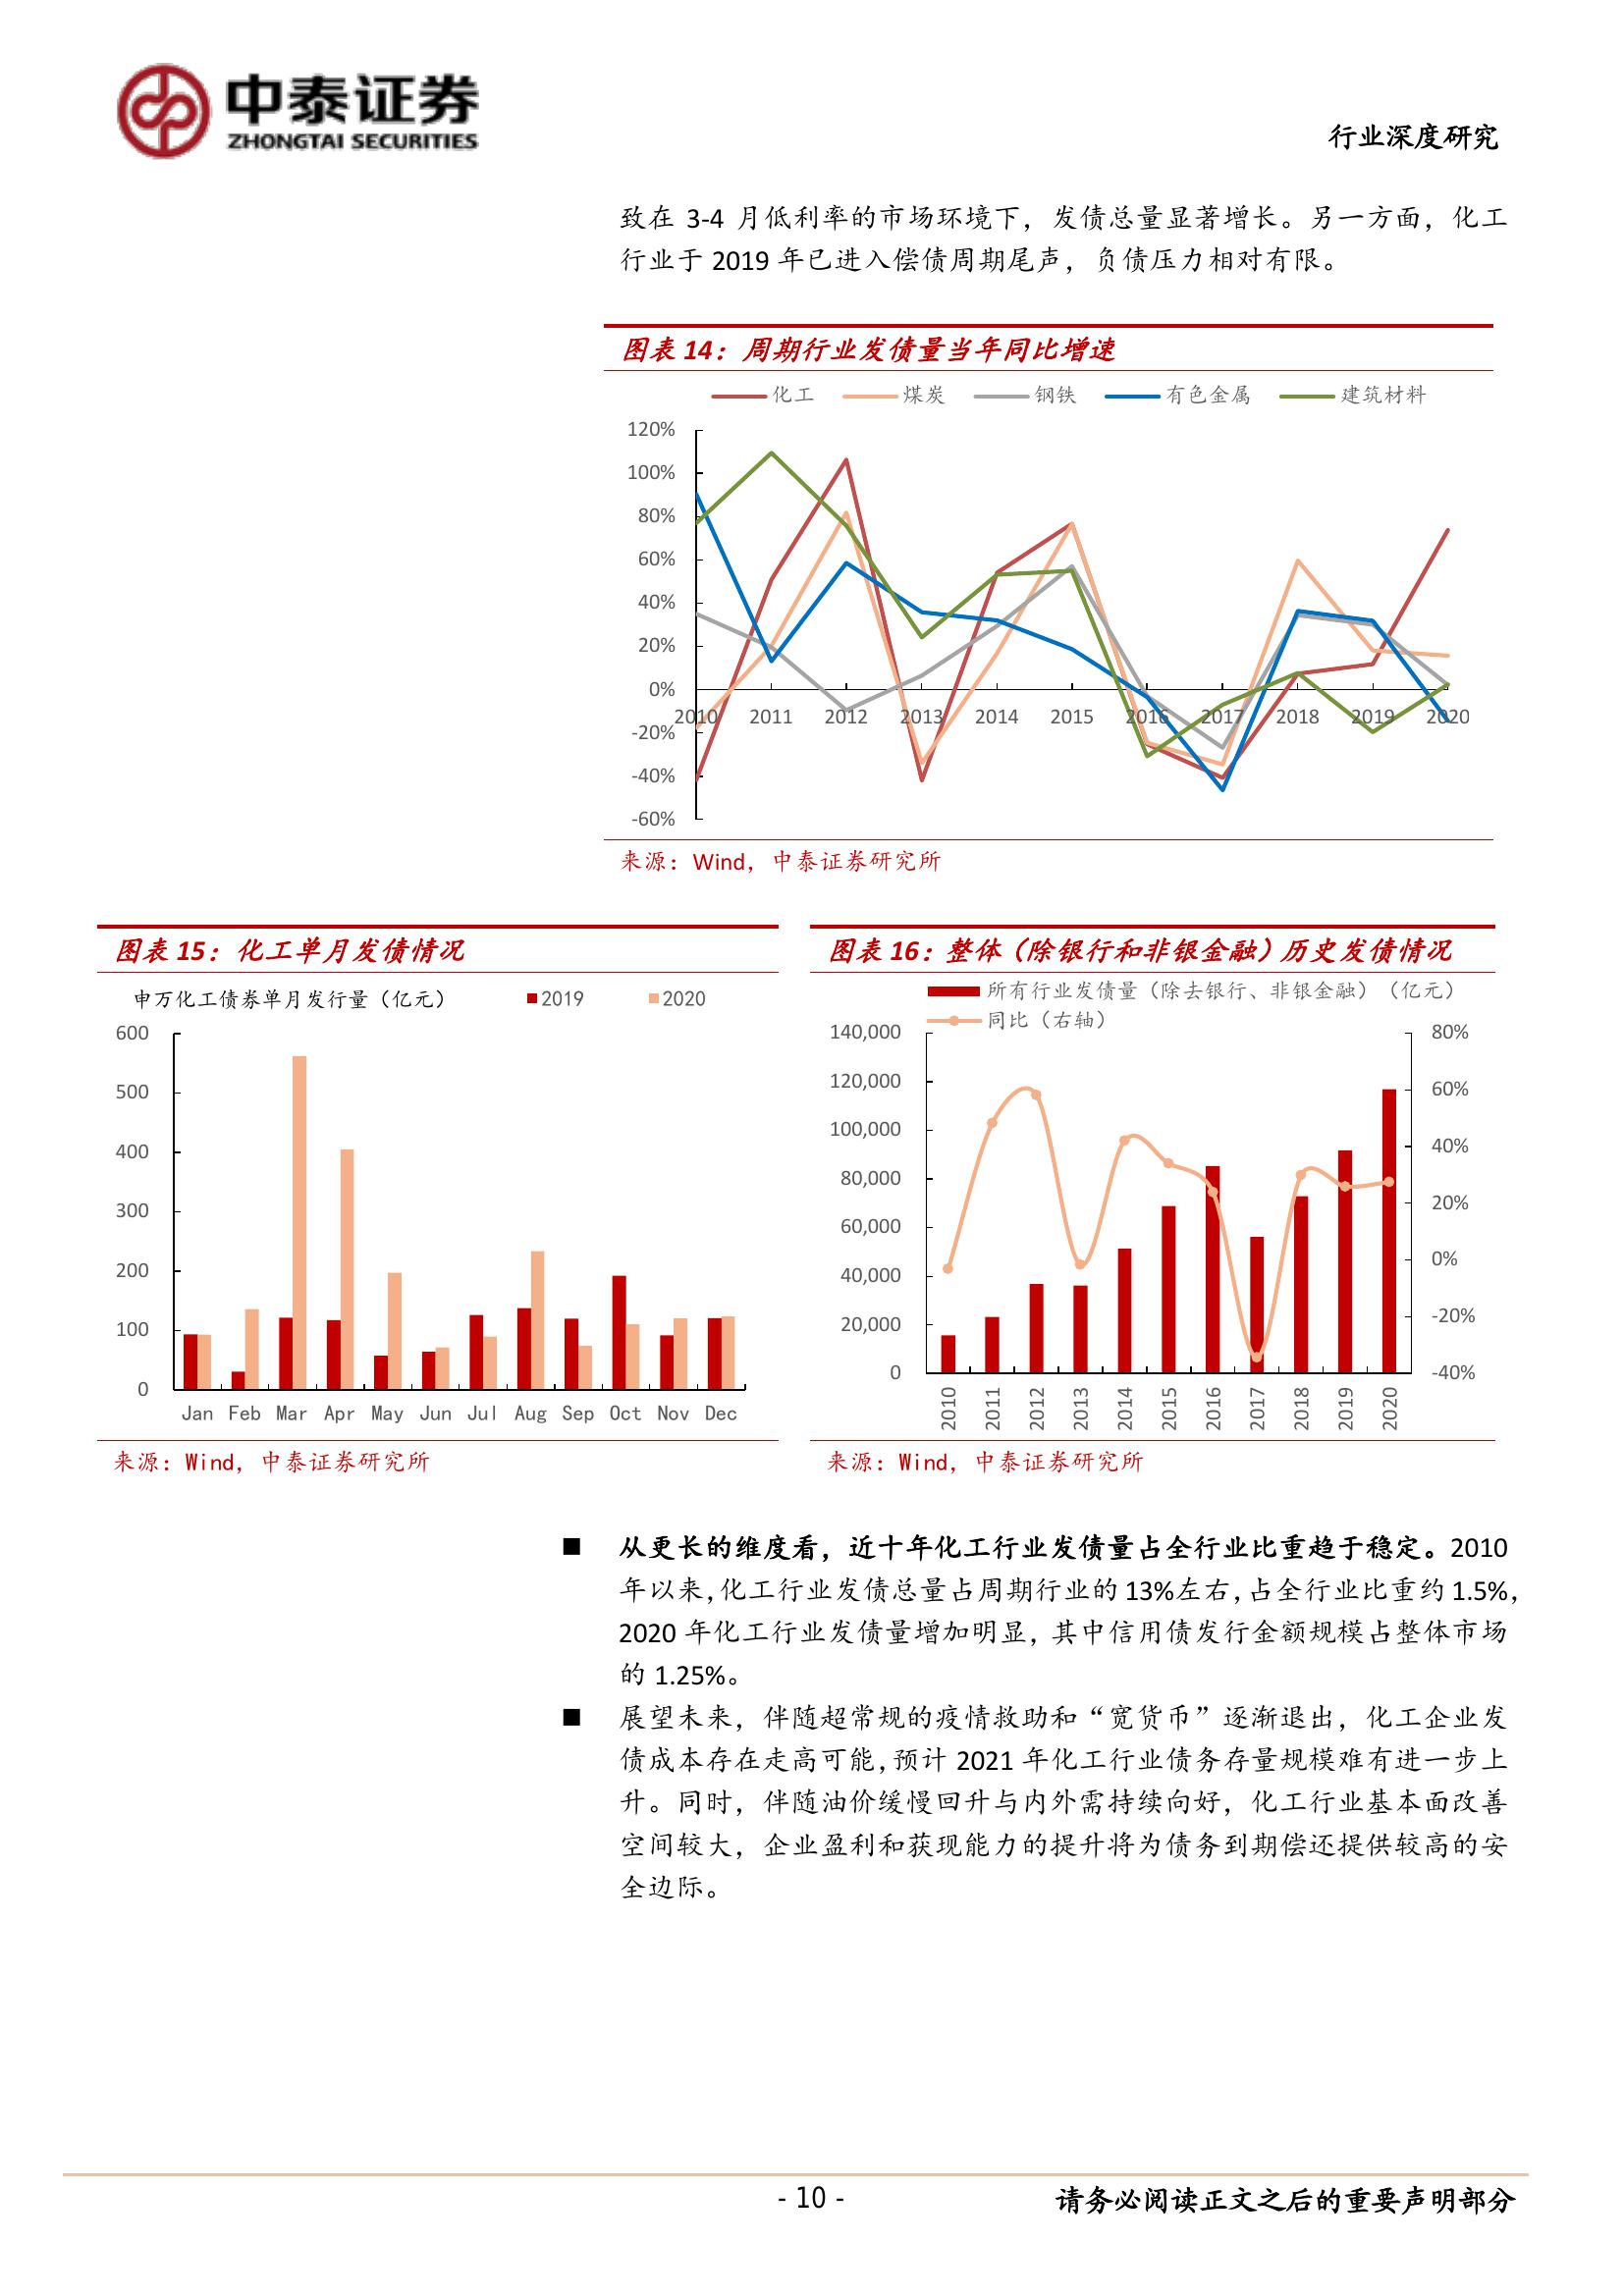 中泰证券
ZHONGTAI SECURITIES
行业深度研究
致在 3-4 月低利率的市场环境下，发债总量显著增长。另一方面，化工
行业于 2019 年已进入偿债周期尾声，负债压力相对有限。
图表 14：周期行业发债量当年同比增速
化工 煤炭 钢铁 有色金属 建筑材料
120%
100%
80%
60%
40%
20%
0%
-20%
-40%
-60%
2010 2011 2012 2013 2014 2015 2016 2017 2018 2019 2020
来源：Wind，中泰证券研究所
图表 15：化工单月发债情况
申万化工债券单月发行量（亿元） 2019 2020
600
500
400
300
200
100
0
Jan Feb Mar Apr May Jun Jul Aug Sep Oct Nov Dec
来源：Wind，中泰证券研究所
图表 16：整体（除银行和非银金融）历史发债情况
所有行业发债量（除去银行、非银金融）（亿元）
同比（右轴）
140,000
120,000
100,000
80,000
60,000
40,000
20,000
0
80%
60%
40%
20%
0%
-20%
-40%
2010 2011 2012 2013 2014 2015 2016 2017 2018 2019 2020
来源：Wind，中泰证券研究所
■ 从更长的维度看，近十年化工行业发债量占全行业比重趋于稳定。2010
年以来，化工行业发债总量占周期行业的 13%左右，占全行业比重约 1.5%，
2020 年化工行业发债量增加明显，其中信用债发行金额规模占整体市场
的 1.25%。
■ 展望未来，伴随超常规的疫情救助和“宽货币”逐渐退出，化工企业发
债成本存在走高可能，预计 2021 年化工行业债务存量规模难有进一步上
升。同时，伴随油价缓慢回升与内外需持续向好，化工行业基本面改善
空间较大，企业盈利和获现能力的提升将为债务到期偿还提供较高的安
全边际。
- 10 -
请务必阅读正文之后的重要声明部分